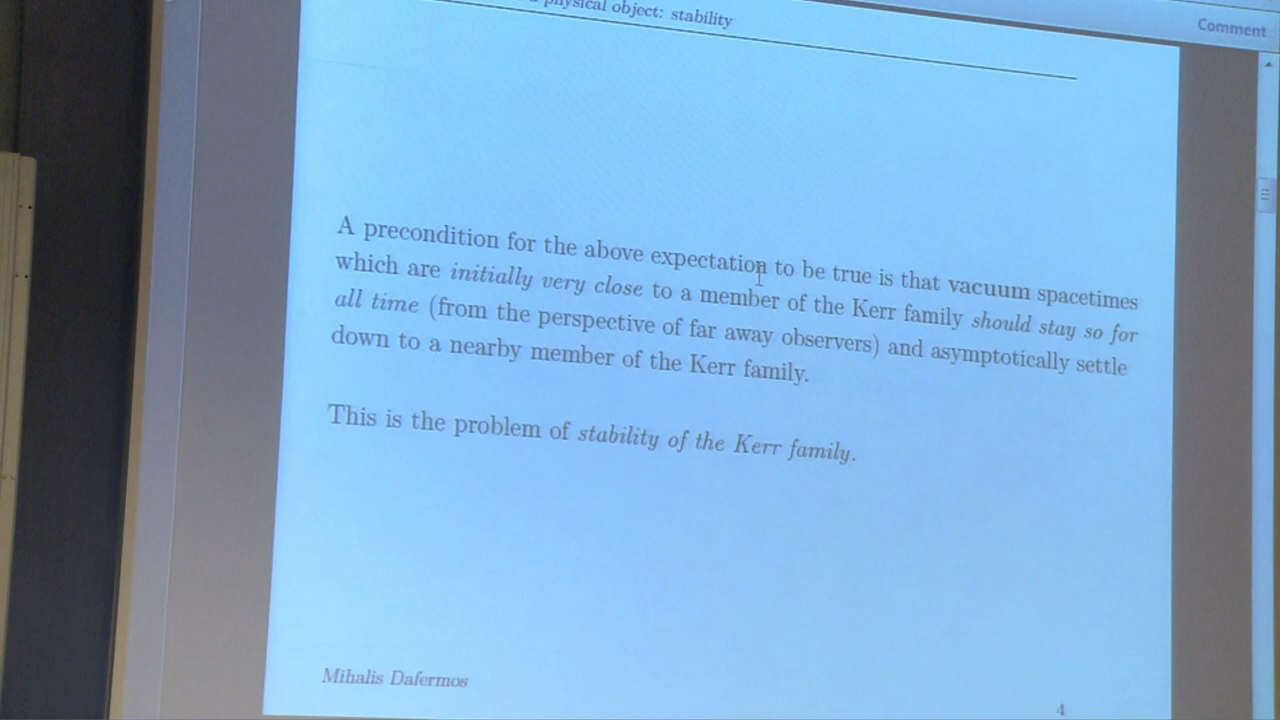 physical object: stability
Comment
A precondition for the above expectation to be true is that vacuum spacetimes
which are initially very close to a member of the Kerr family should stay so for
all time (from the perspective of far away observers) and asymptotically settle
down to a nearby member of the Kerr family.
This is the problem of stability of the Kerr family.
Mihalis Dafermos
4